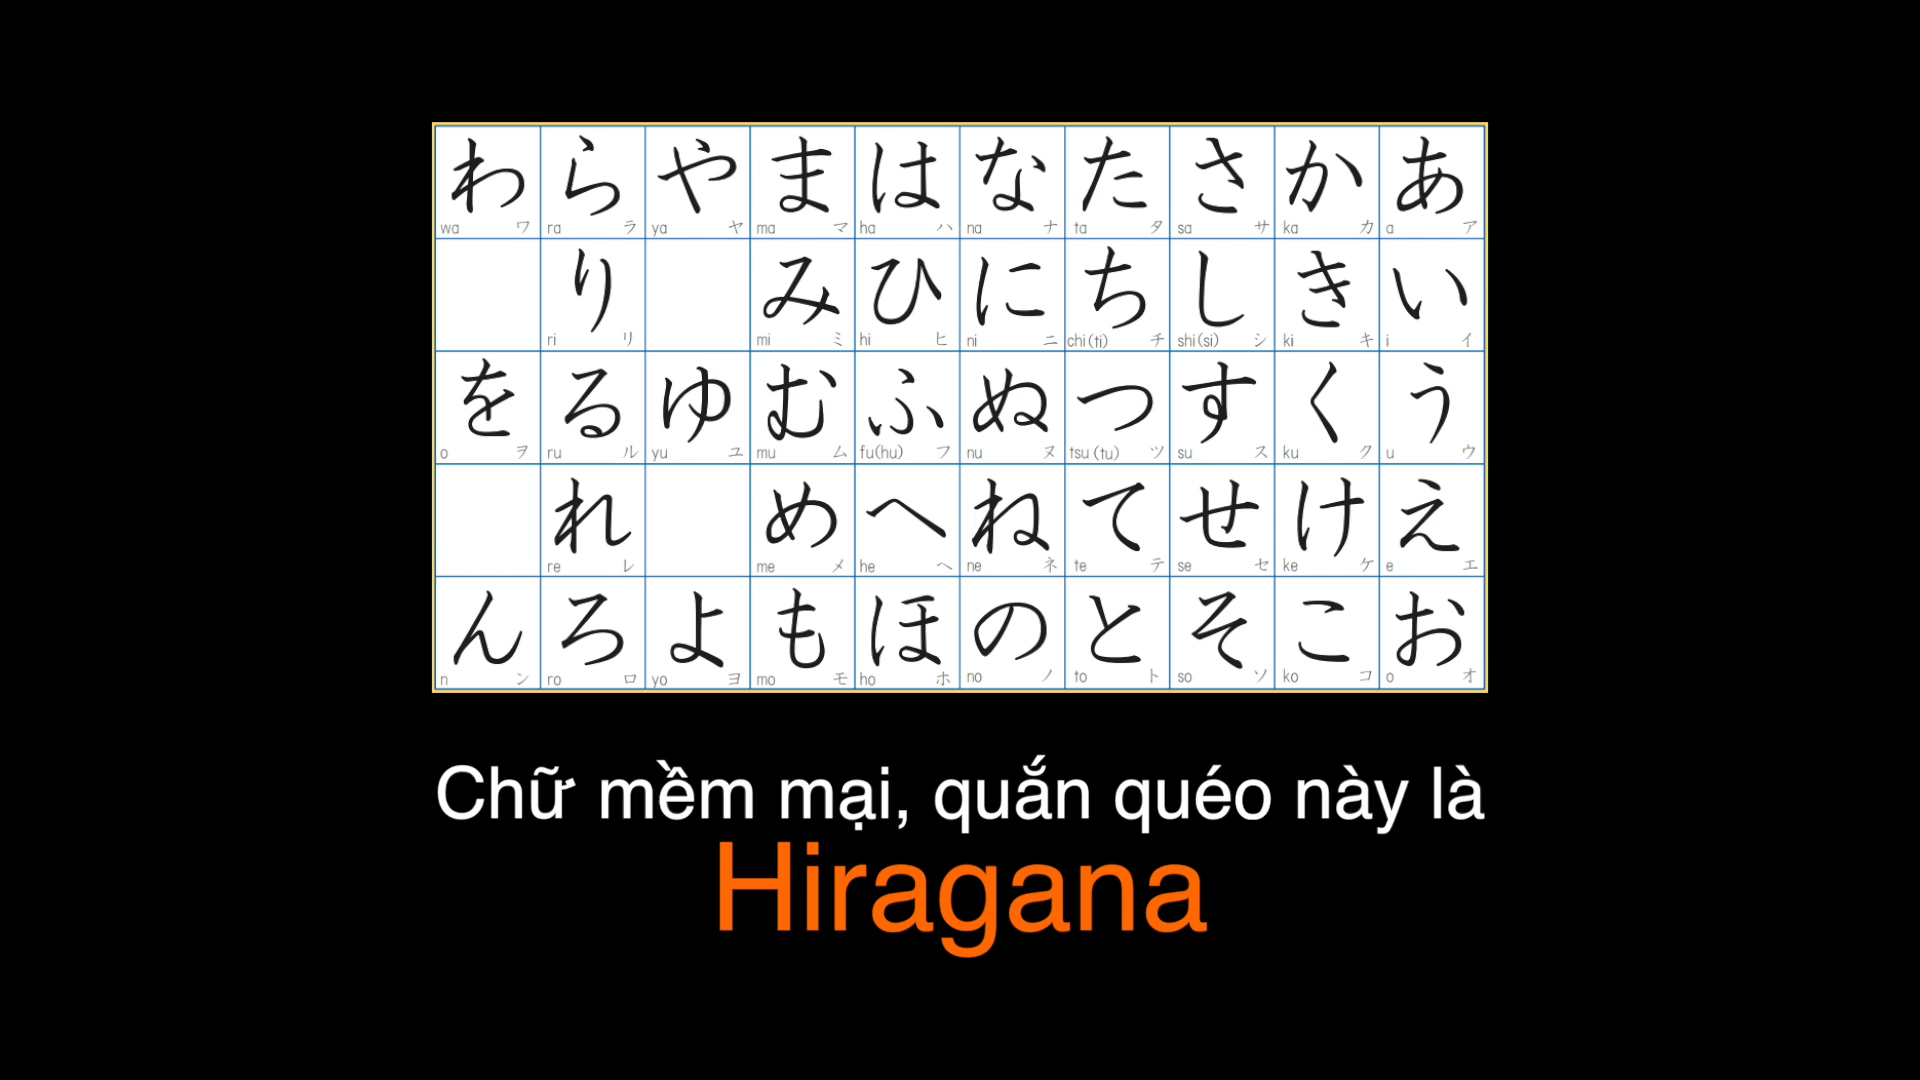 わ ら や ま は な た さ か あ
wa ワ ra ラ ya ヤ ma マ ha ハ na ナ ta タ sa サ ka カ a ア
り み ひ に ち し き い
ri リ mi ミ hi ヒ ni ニ chi(ti) チ shi(si) シ ki キ i イ
を る ゆ む ふ ぬ つ す く う
o ヲ ru ル yu ユ mu ム fu(hu) フ nu ヌ tsu(tu) ツ su ス ku ク u ウ
れ め へ ね て せ け え
re レ me メ he ヘ ne ネ te テ se セ ke ケ e エ
ん ろ よ も ほ の と そ こ お
n ン ro ロ yo ヨ mo モ ho ホ no ノ to ト so ソ ko コ o オ
Chữ mềm mại, quắn quéo này là
Hiragana